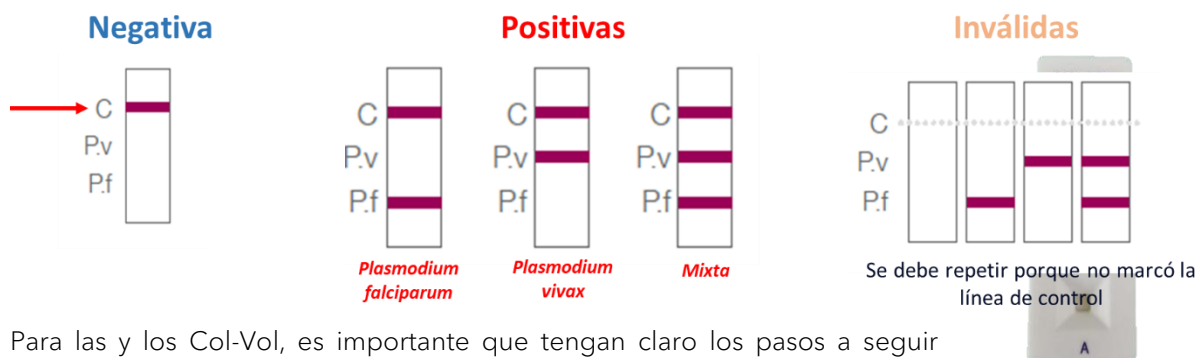 Negativa
C
P.v
P.f
Positivas
C
P.v
P.f
Plasmodium
falciparum
C
P.v
P.f
Plasmodium
vivax
C
P.v
P.f
Mixta
Inválidas
C
P.v
P.f
Se debe repetir porque no marcó la
línea de control
A
Para las y los Col-Vol, es importante que tengan claro los pasos a seguir